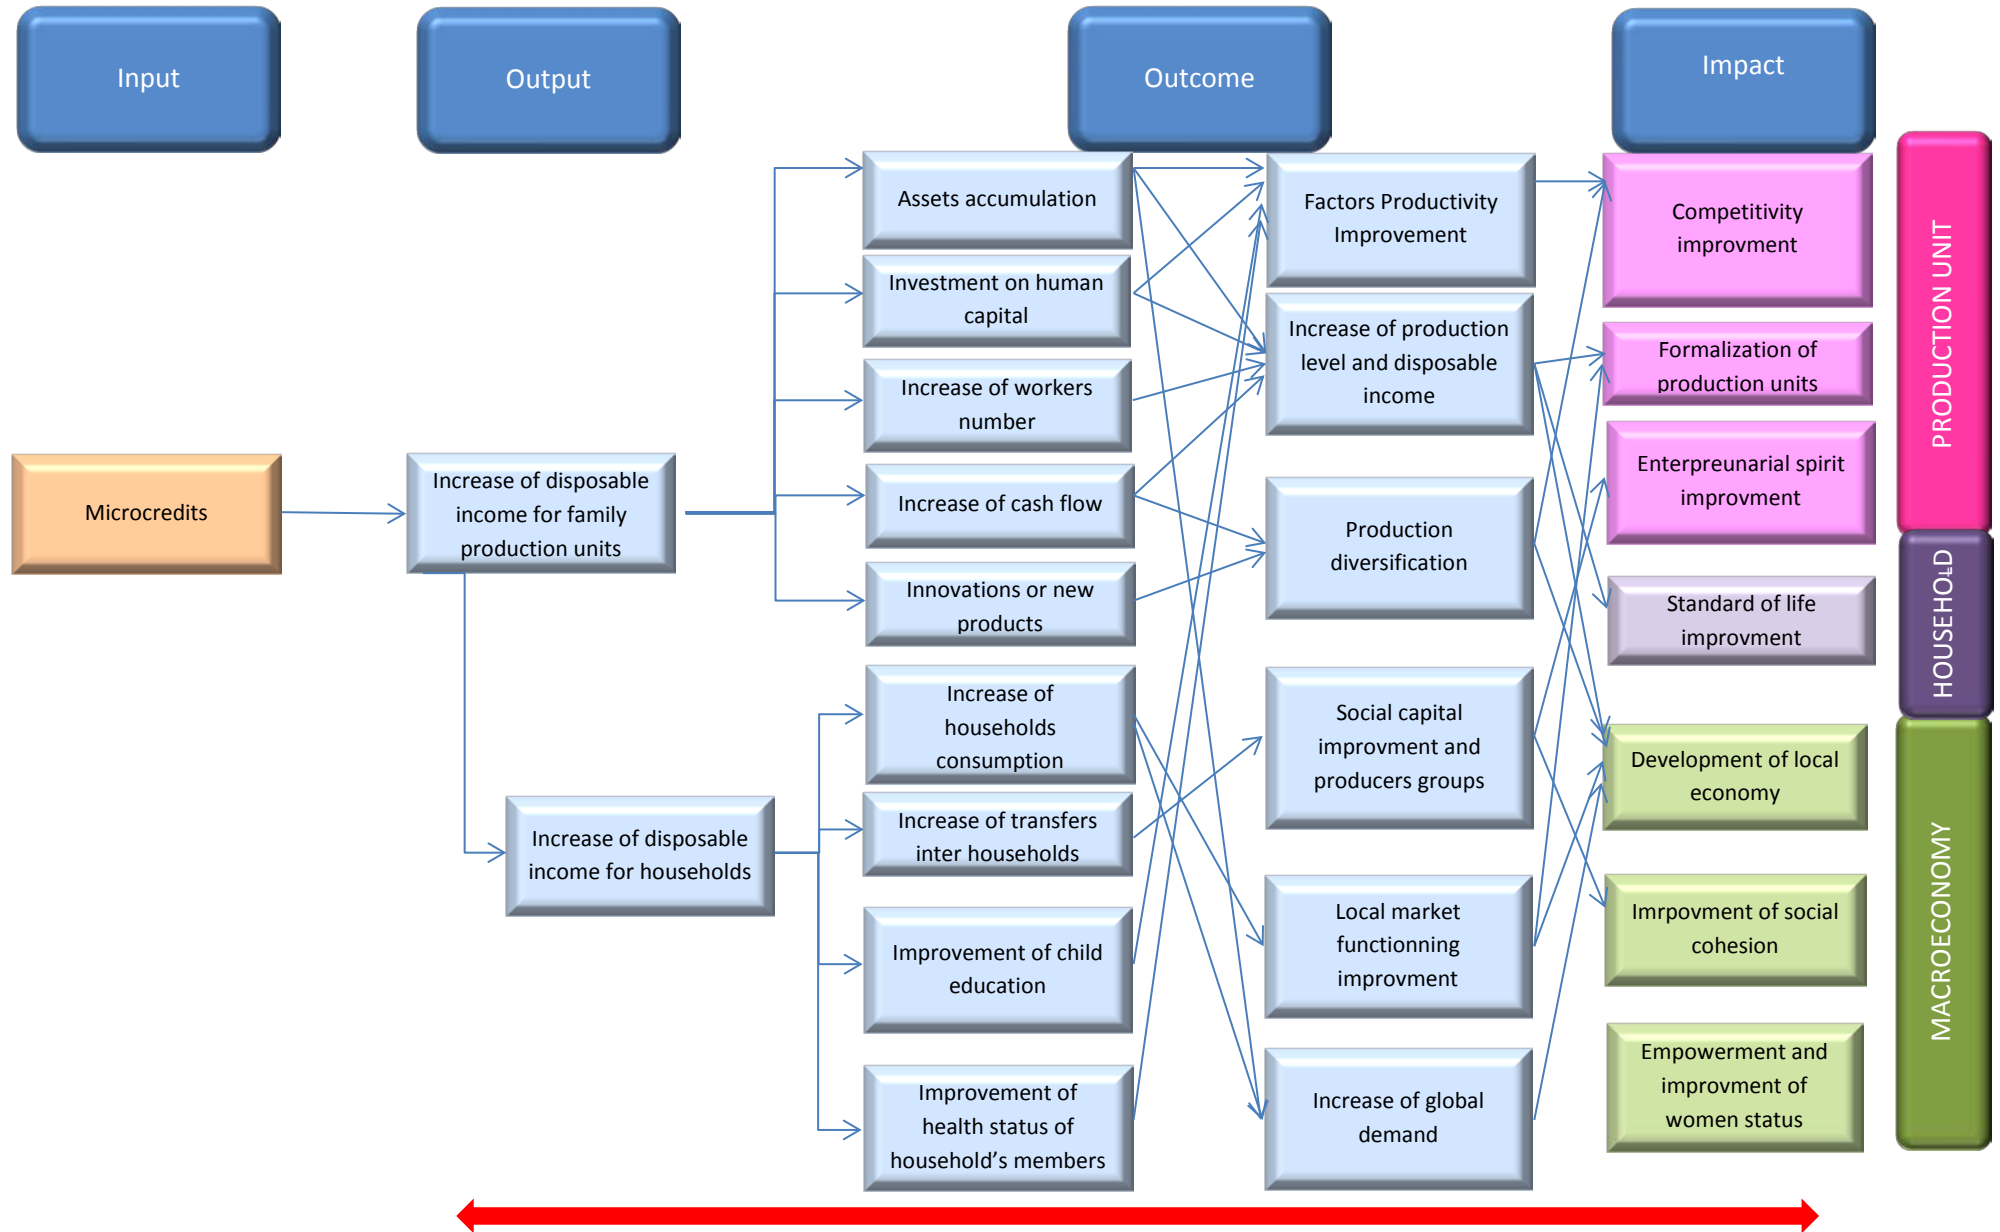 Input
Output
Outcome
Impact
Microcredits
Increase of disposable
income for family
production units
Increase of disposable
income for households
Assets accumulation
Investment on human
capital
Increase of workers
number
Increase of cash flow
Innovations or new
products
Increase of
households
consumption
Increase of transfers
inter households
Improvement of child
education
Improvement of
health status of
household’s members
Factors Productivity
Improvement
Increase of production
level and disposable
income
Production
diversification
Social capital
improvment and
producers groups
Local market
functionning
improvment
Increase of global
demand
Competitivity
improvment
Formalization of
production units
Enterpreunarial spirit
improvment
Standard of life
improvment
Development of local
economy
Imrpovment of social
cohesion
Empowerment and
improvment of
women status
PRODUCTION UNIT
HOUSEHOLD
MACROECONOMY